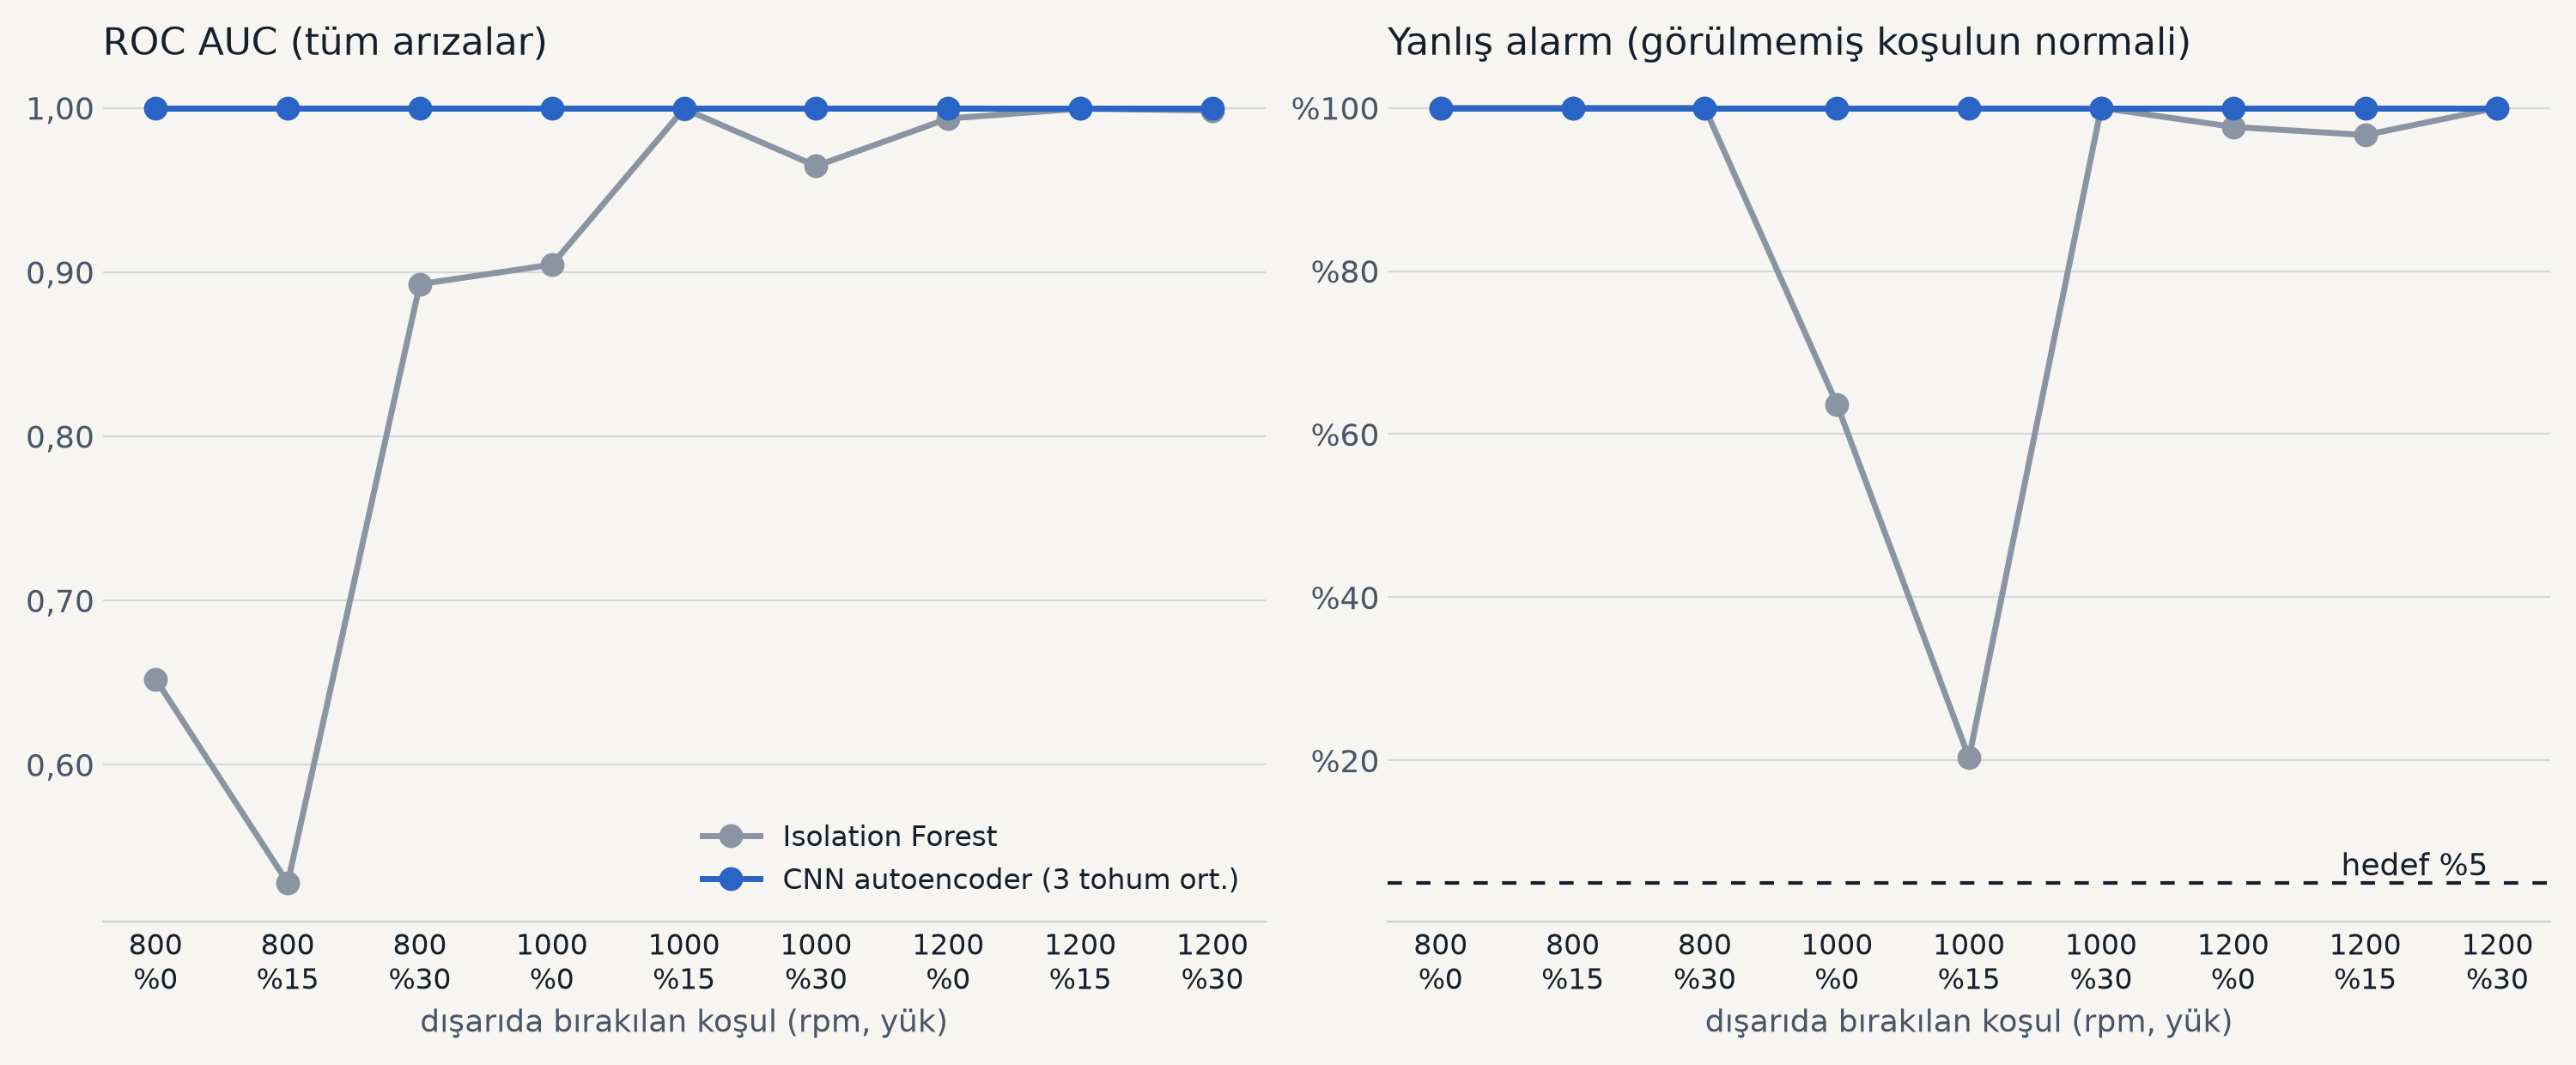 ROC AUC (tüm arızalar)
1,00
0,90
0,80
0,70
0,60
Isolation Forest
CNN autoencoder (3 tohum ort.)
800 800 800 1000 1000 1000 1200 1200 1200
%0 %15 %30 %0 %15 %30 %0 %15 %30
dışarıda bırakılan koşul (rpm, yük)
Yanlış alarm (görülmemiş koşulun normali)
%100
%80
%60
%40
%20
hedef %5
800 800 800 1000 1000 1000 1200 1200 1200
%0 %15 %30 %0 %15 %30 %0 %15 %30
dışarıda bırakılan koşul (rpm, yük)